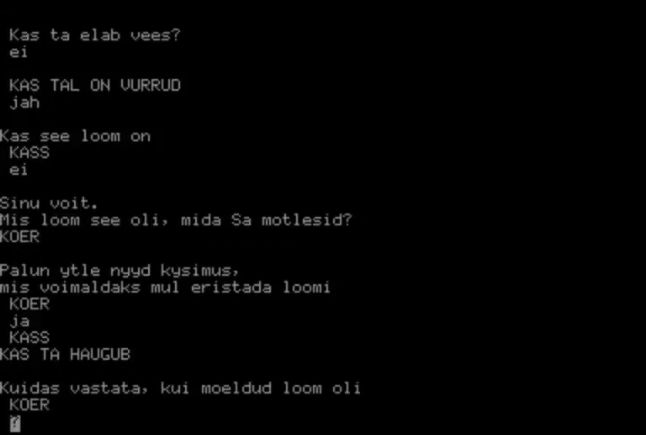 Kas ta elab vees?
ei
KAS TAL ON VURRUD
jah
Kas see loom on
KASS
ei
Sinu voit.
Mis loom see oli, mida Sa motlesid?
KOER
Palun ytle nyyd kysimus,
mis voimaldaks mul eristada loomi
KOER
ja
KASS
KAS TA HAUGUB
Kuidas vastata, kui moeldud loom oli
KOER
?